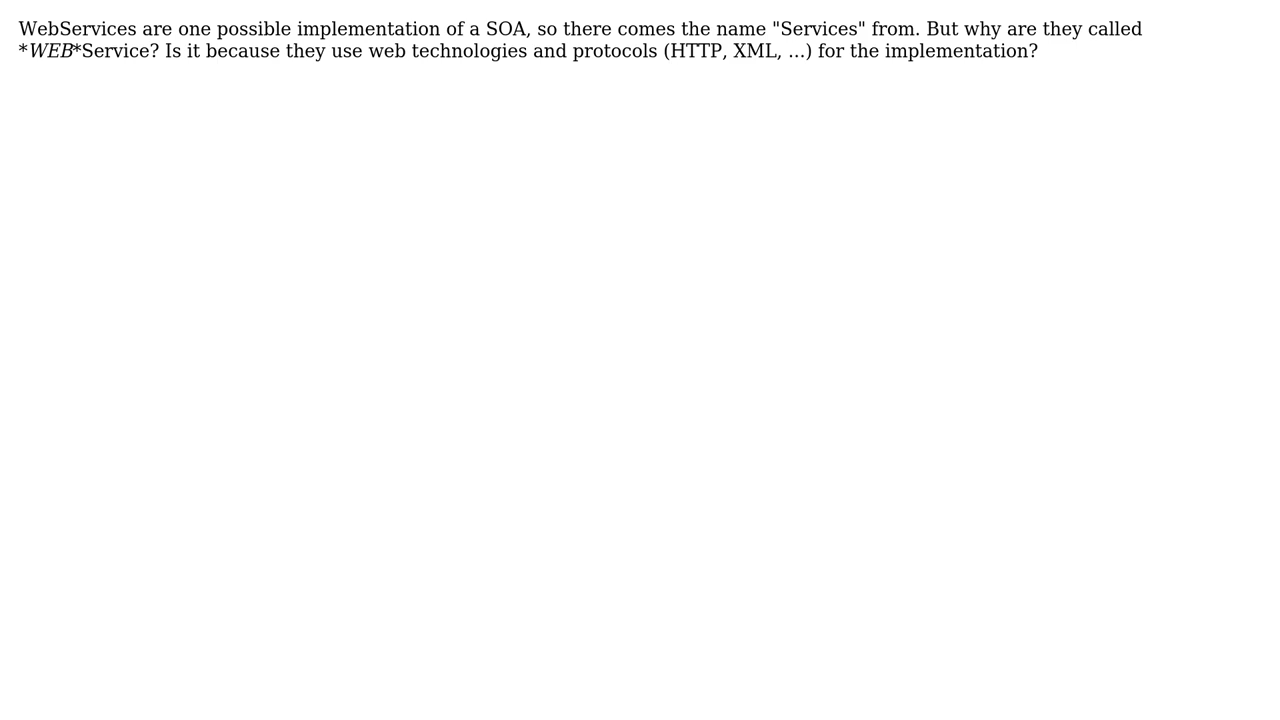 WebServices are one possible implementation of a SOA, so there comes the name "Services" from. But why are they called
*WEB*Service? Is it because they use web technologies and protocols (HTTP, XML, ...) for the implementation?